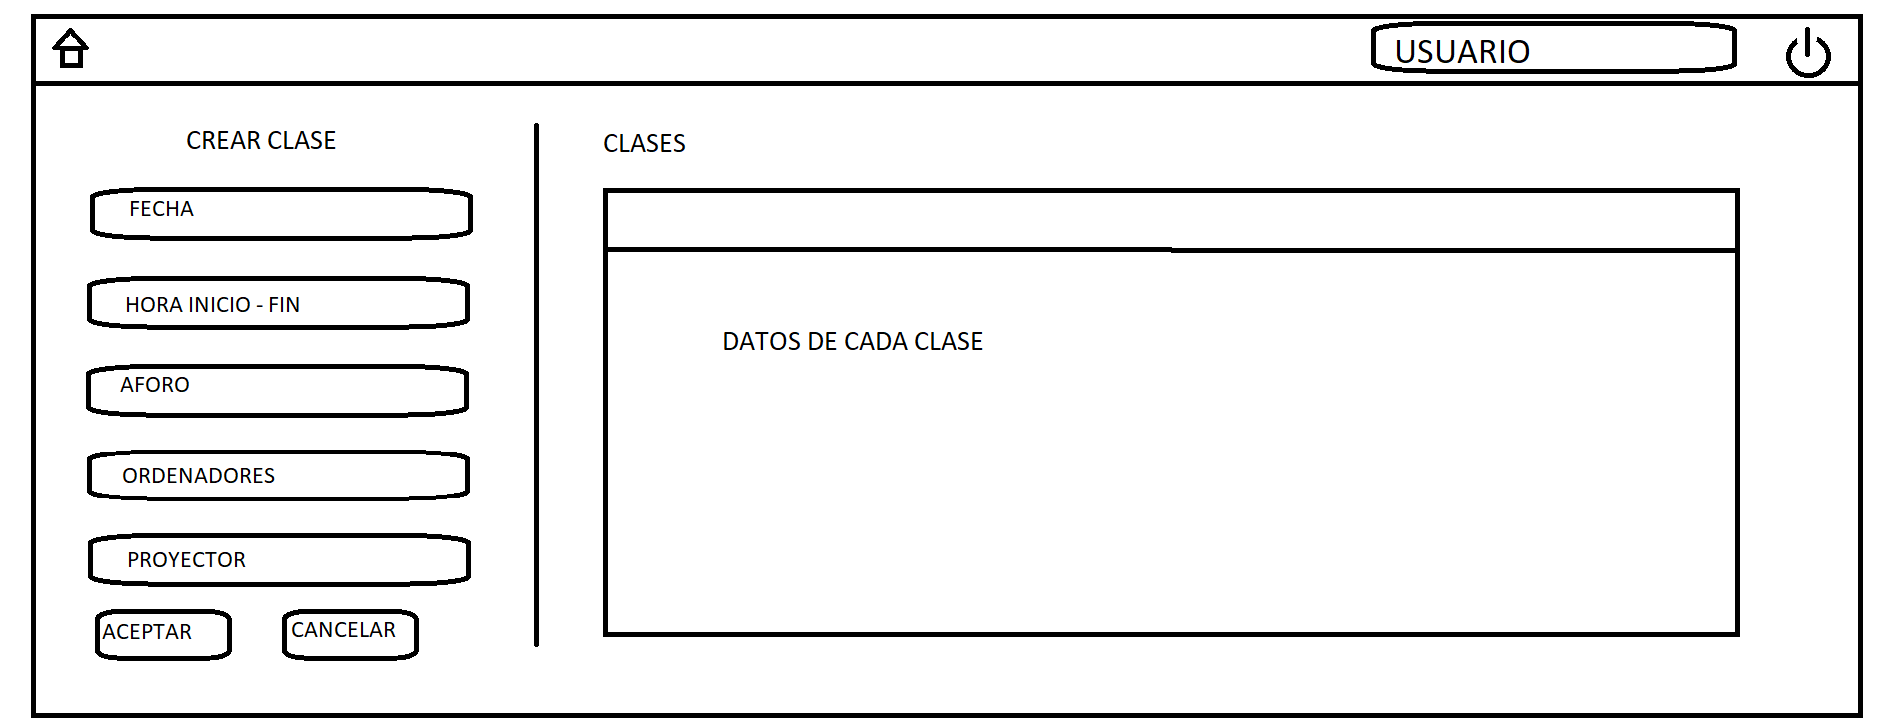 USUARIO
CREAR CLASE
FECHA
HORA INICIO - FIN
AFORO
ORDENADORES
PROYECTOR
ACEPTAR
CANCELAR
CLASES
DATOS DE CADA CLASE